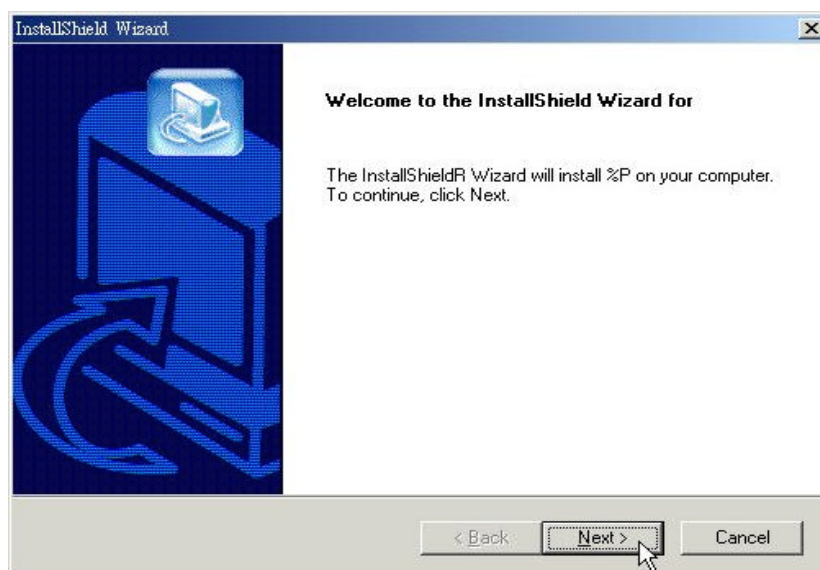 InstallShield Wizard
Welcome to the InstallShield Wizard for
The InstallShieldR Wizard will install %P on your computer.
To continue, click Next.
< Back
Next >
Cancel